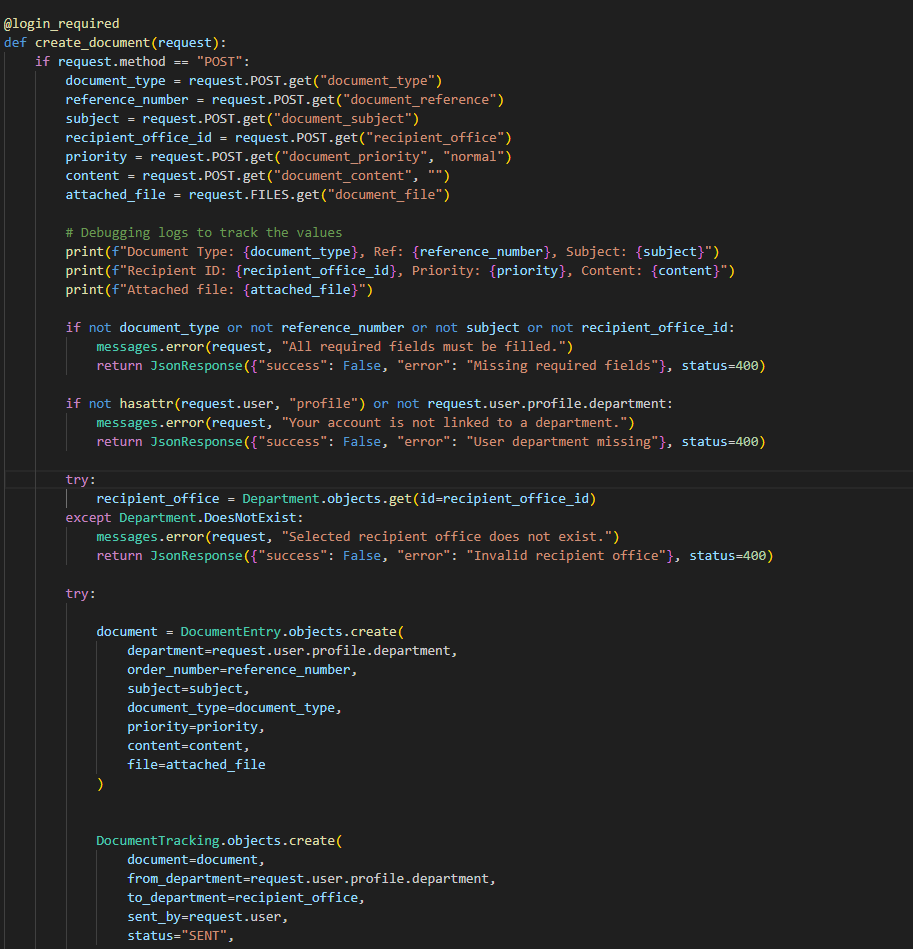 @login_required
def create_document(request):
    if request.method == "POST":
        document_type = request.POST.get("document_type")
        reference_number = request.POST.get("document_reference")
        subject = request.POST.get("document_subject")
        recipient_office_id = request.POST.get("recipient_office")
        priority = request.POST.get("document_priority", "normal")
        content = request.POST.get("document_content", "")
        attached_file = request.FILES.get("document_file")

        # Debugging logs to track the values
        print(f"Document Type: {document_type}, Ref: {reference_number}, Subject: {subject}")
        print(f"Recipient ID: {recipient_office_id}, Priority: {priority}, Content: {content}")
        print(f"Attached file: {attached_file}")

        if not document_type or not reference_number or not subject or not recipient_office_id:
            messages.error(request, "All required fields must be filled.")
            return JsonResponse({"success": False, "error": "Missing required fields"}, status=400)

        if not hasattr(request.user, "profile") or not request.user.profile.department:
            messages.error(request, "Your account is not linked to a department.")
            return JsonResponse({"success": False, "error": "User department missing"}, status=400)

        try:
            recipient_office = Department.objects.get(id=recipient_office_id)
        except Department.DoesNotExist:
            messages.error(request, "Selected recipient office does not exist.")
            return JsonResponse({"success": False, "error": "Invalid recipient office"}, status=400)

        try:

            document = DocumentEntry.objects.create(
                department=request.user.profile.department,
                order_number=reference_number,
                subject=subject,
                document_type=document_type,
                priority=priority,
                content=content,
                file=attached_file
            )


            DocumentTracking.objects.create(
                document=document,
                from_department=request.user.profile.department,
                to_department=recipient_office,
                sent_by=request.user,
                status="SENT",